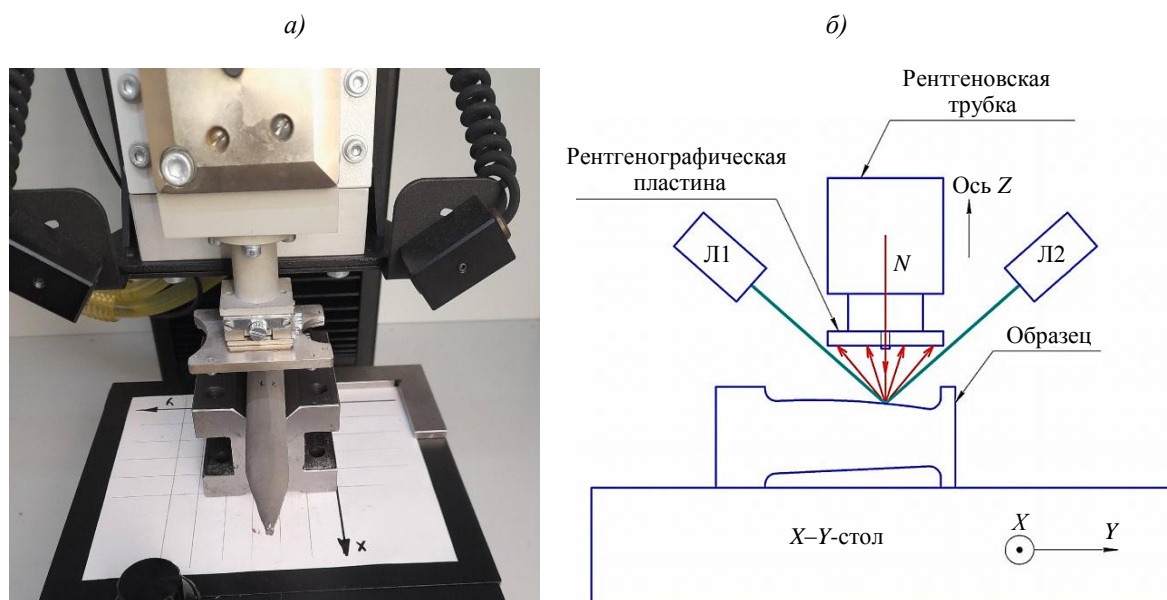 а)
б)
Рентгеновская
трубка
Рентгенографическая
пластина
Ось Z
Л1
N
Л2
Образец
X–Y-стол
X
Y
Y
X